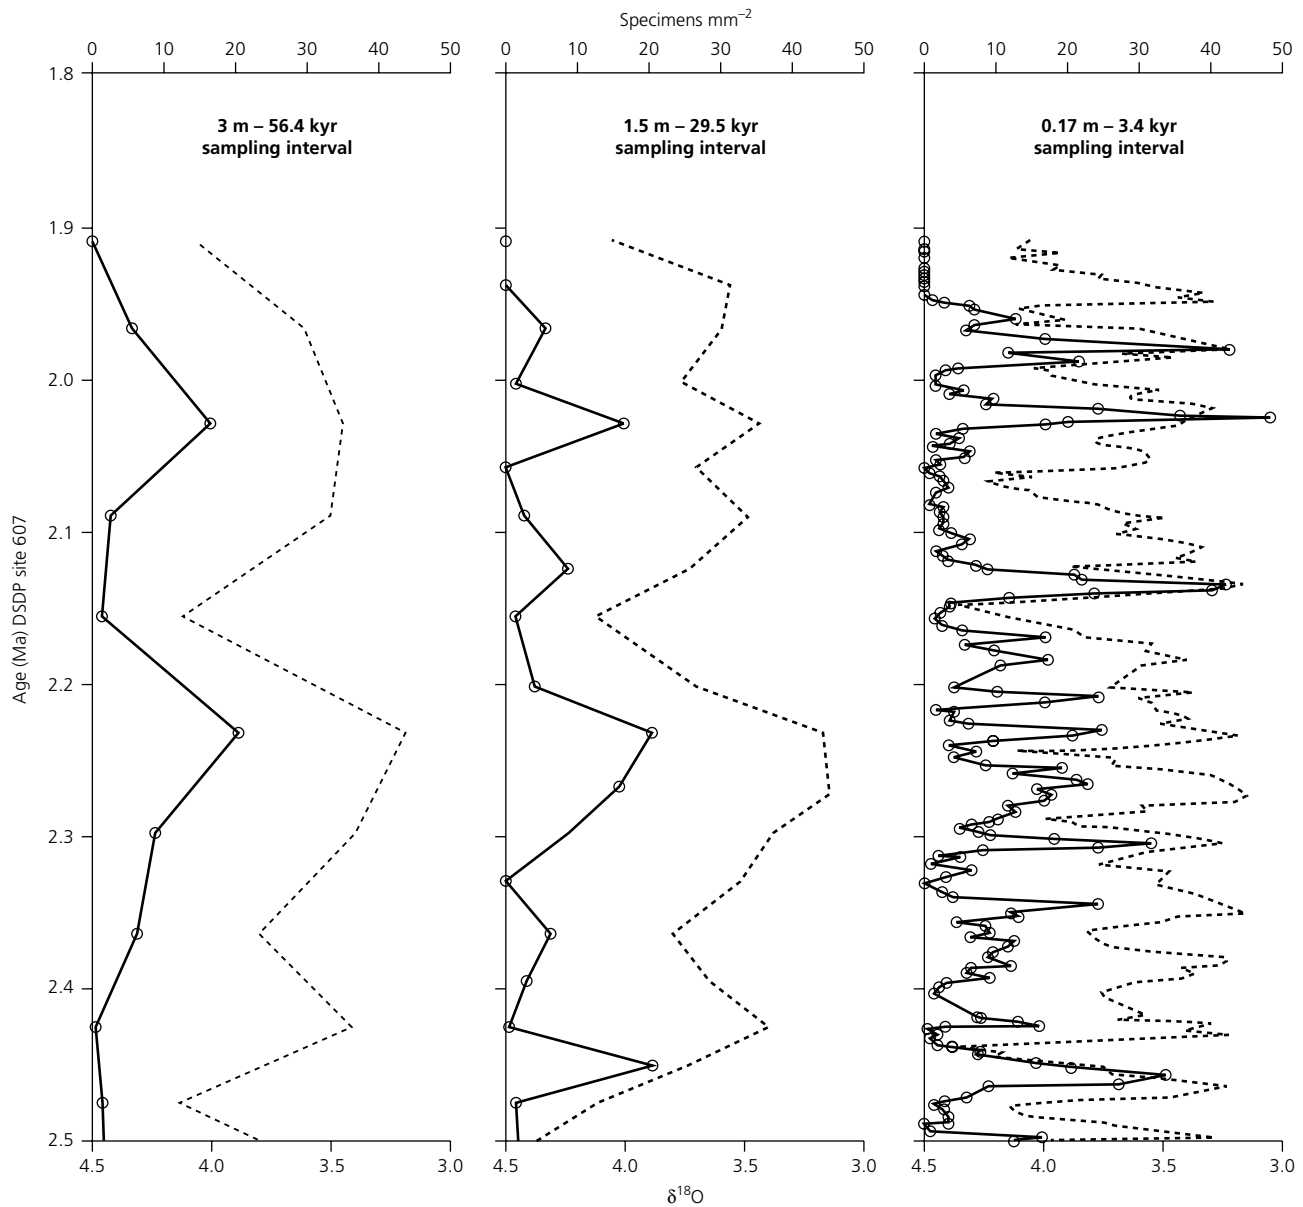 Specimens mm–2
0 10 20 30 40 50 0 10 20 30 40 50 0 10 20 30 40 50
1.8
3 m – 56.4 kyr
sampling interval
1.5 m – 29.5 kyr
sampling interval
0.17 m – 3.4 kyr
sampling interval
1.9
2.0
2.1
2.2
2.3
2.4
2.5
Age (Ma) DSDP site 607
4.5 4.0 3.5 3.0 4.5 4.0 3.5 3.0 4.5 4.0 3.5 3.0
δ18O